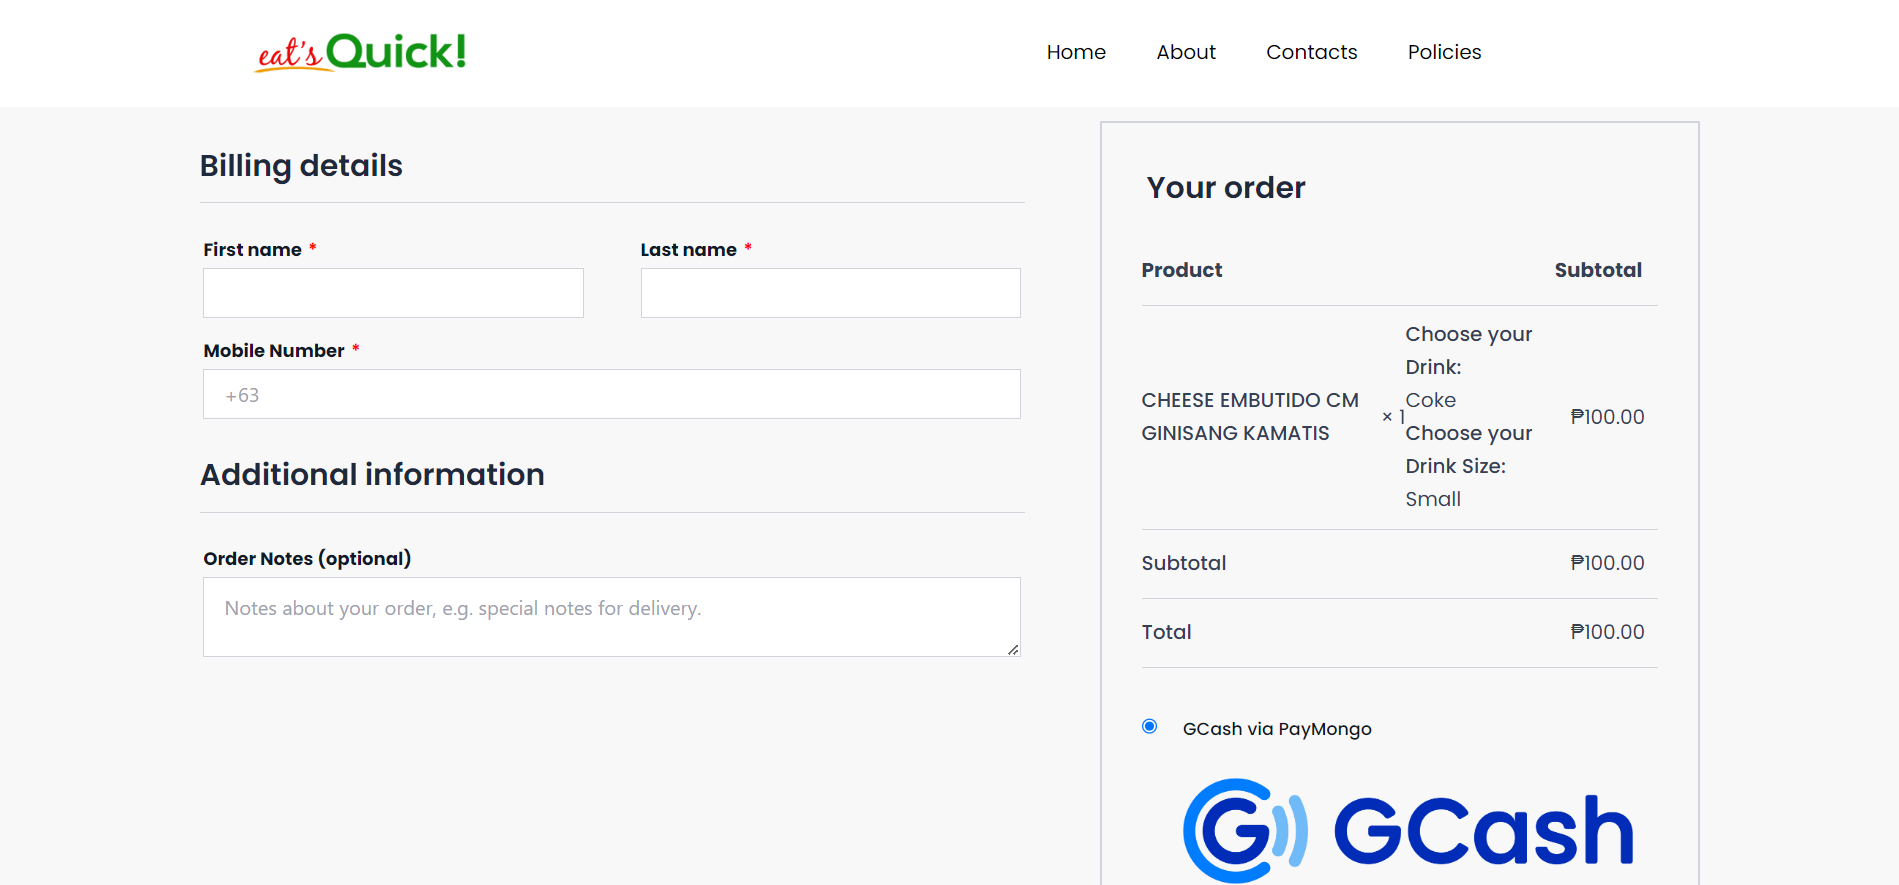 eat's Quick!
Home About Contacts Policies
Billing details
First name *
Last name *
Mobile Number *
+63
Additional information
Order Notes (optional)
Notes about your order, e.g. special notes for delivery.
Your order
Product Subtotal
CHEESE EMBUTIDO CM
GINISANG KAMATIS
× 1
Choose your
Drink:
Coke
Choose your
Drink Size:
Small
₱100.00
Subtotal ₱100.00
Total ₱100.00
GCash via PayMongo
G GCash